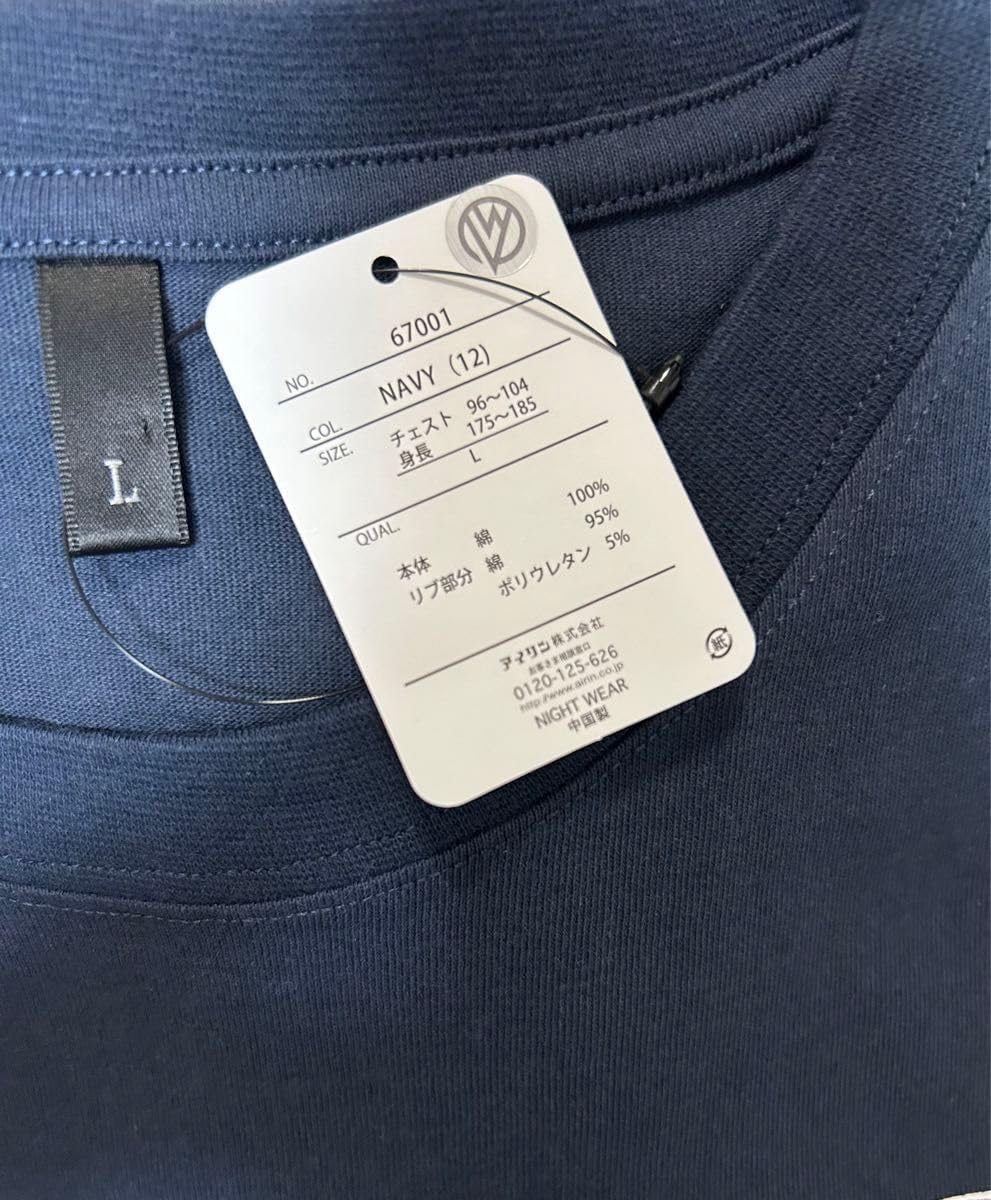 L
NO. 67001
COL. NAVY (12)
SIZE. チェスト 96〜104
身長 175〜185
L
QUAL.
本体 綿 100%
リブ部分 綿 95%
ポリウレタン 5%
アイリン株式会社
お客さま相談窓口
0120-125-626
http://www.airin.co.jp
NIGHT WEAR
中国製
紙